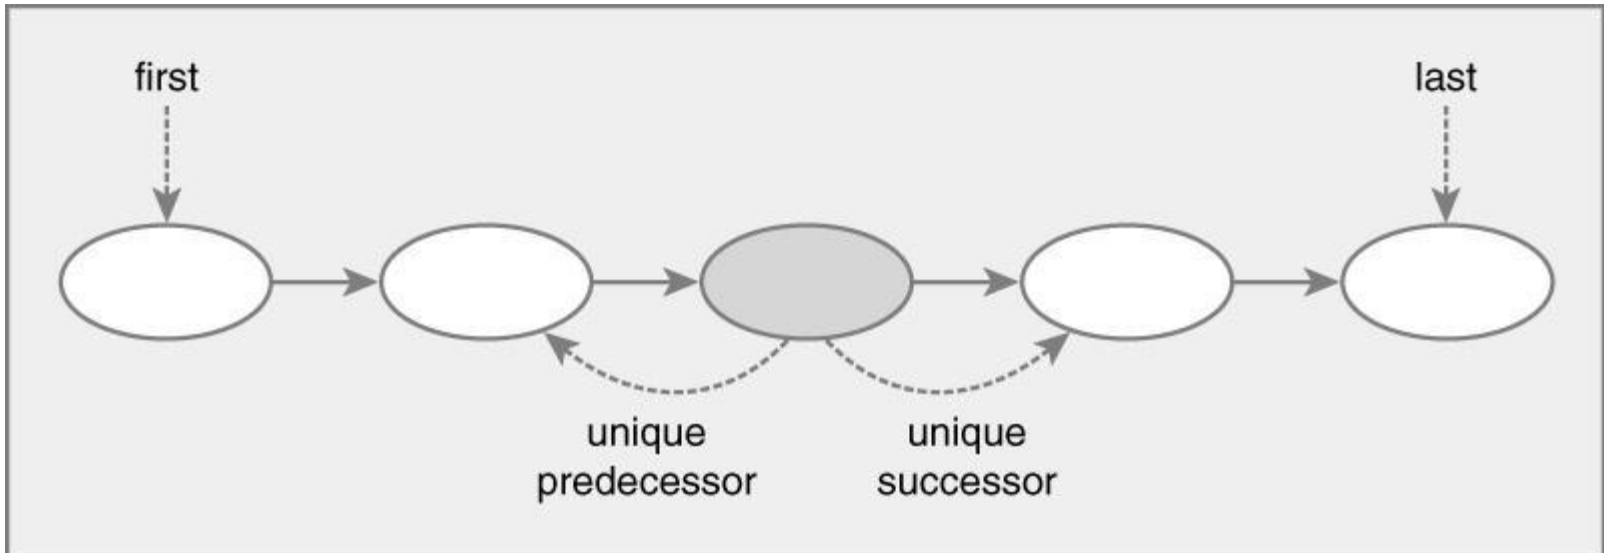 first
last
unique
predecessor
unique
successor